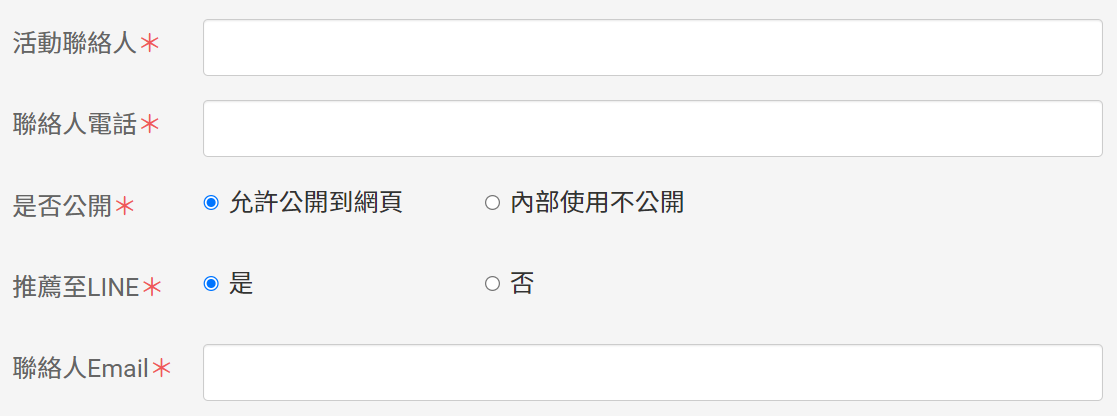 活動聯絡人＊
聯絡人電話＊
是否公開＊ 允許公開到網頁 內部使用不公開
推薦至LINE＊ 是 否
聯絡人Email＊